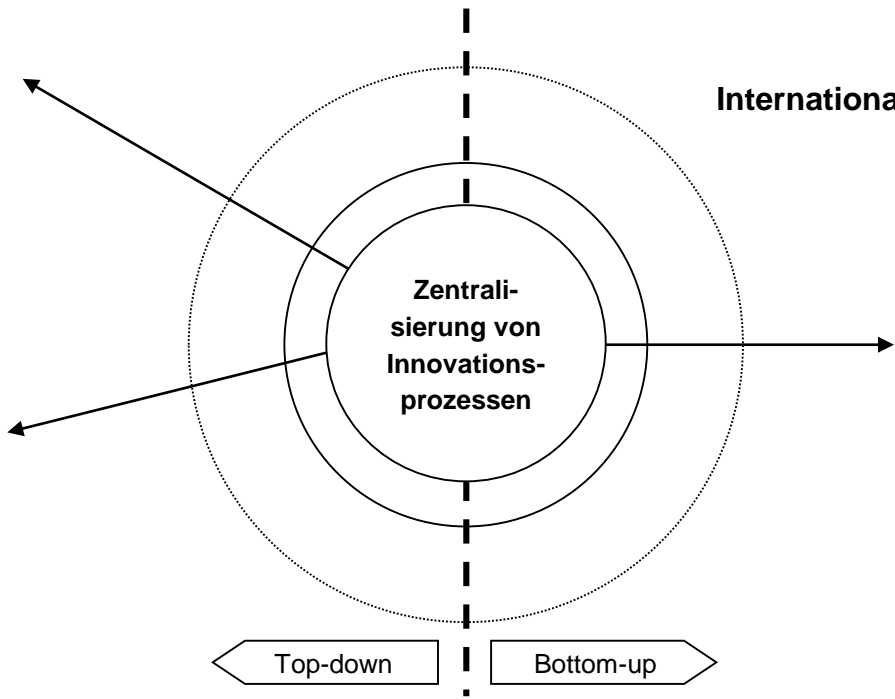 Internationa
Zentrali-
sierung von
Innovations-
prozessen
Top-down
Bottom-up